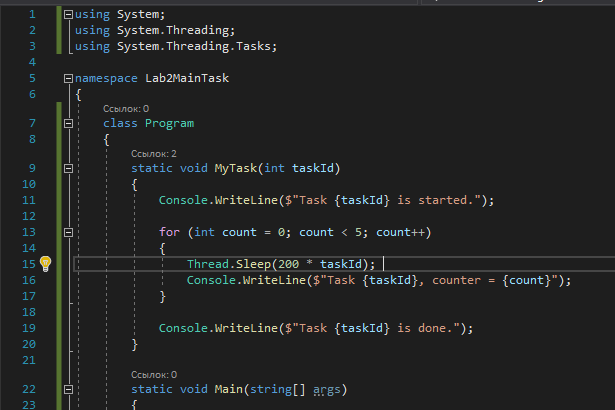 1 using System;
2 using System.Threading;
3 using System.Threading.Tasks;
4
5 namespace Lab2MainTask
6 {
Ссылок: 0
7 class Program
8 {
Ссылок: 2
9 static void MyTask(int taskId)
10 {
11 Console.WriteLine($"Task {taskId} is started.");
12
13 for (int count = 0; count < 5; count++)
14 {
15 Thread.Sleep(200 * taskId);
16 Console.WriteLine($"Task {taskId}, counter = {count}");
17 }
18
19 Console.WriteLine($"Task {taskId} is done.");
20 }
21
Ссылок: 0
22 static void Main(string[] args)
23 {